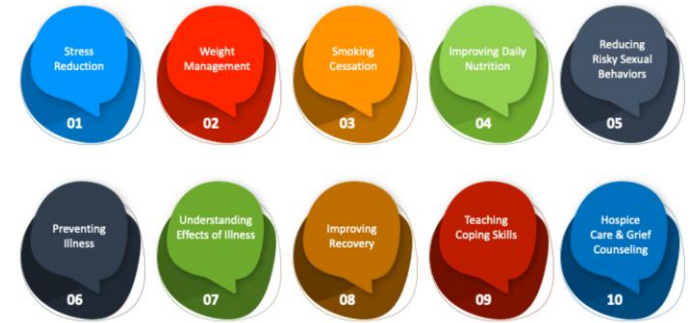 Stress
Reduction
01
Weight
Management
02
Smoking
Cessation
03
Improving Daily
Nutrition
04
Reducing
Risky Sexual
Behaviors
05
Preventing
Illness
06
Understanding
Effects of Illness
07
Improving
Recovery
08
Teaching
Coping Skills
09
Hospice
Care & Grief
Counseling
10